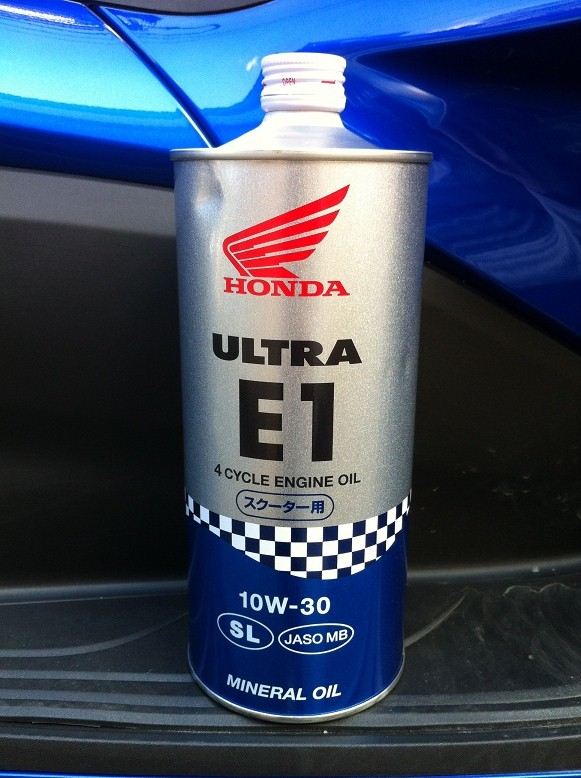 OPEN
HONDA
ULTRA
E1
4 CYCLE ENGINE OIL
スクーター用
10W-30
SL JASO MB
MINERAL OIL